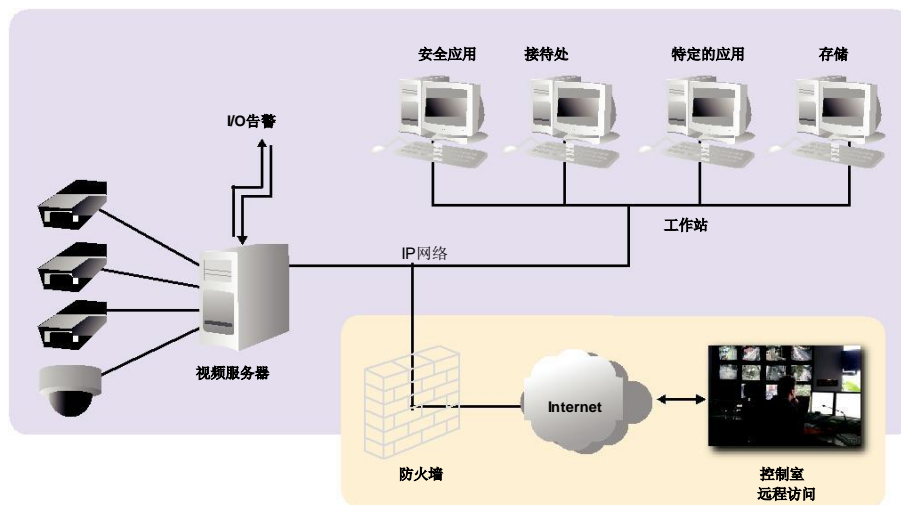 安全应用
接待处
特定的应用
存储
I/O告警
工作站
IP网络
视频服务器
Internet
防火墙
控制室
远程访问